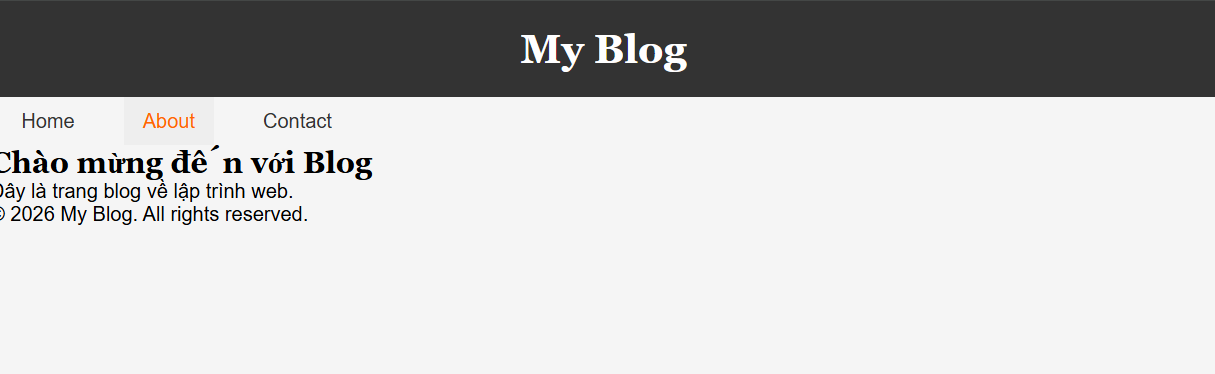 My Blog
Home About Contact
Chào mừng đến với Blog
Đây là trang blog về lập trình web.
© 2026 My Blog. All rights reserved.